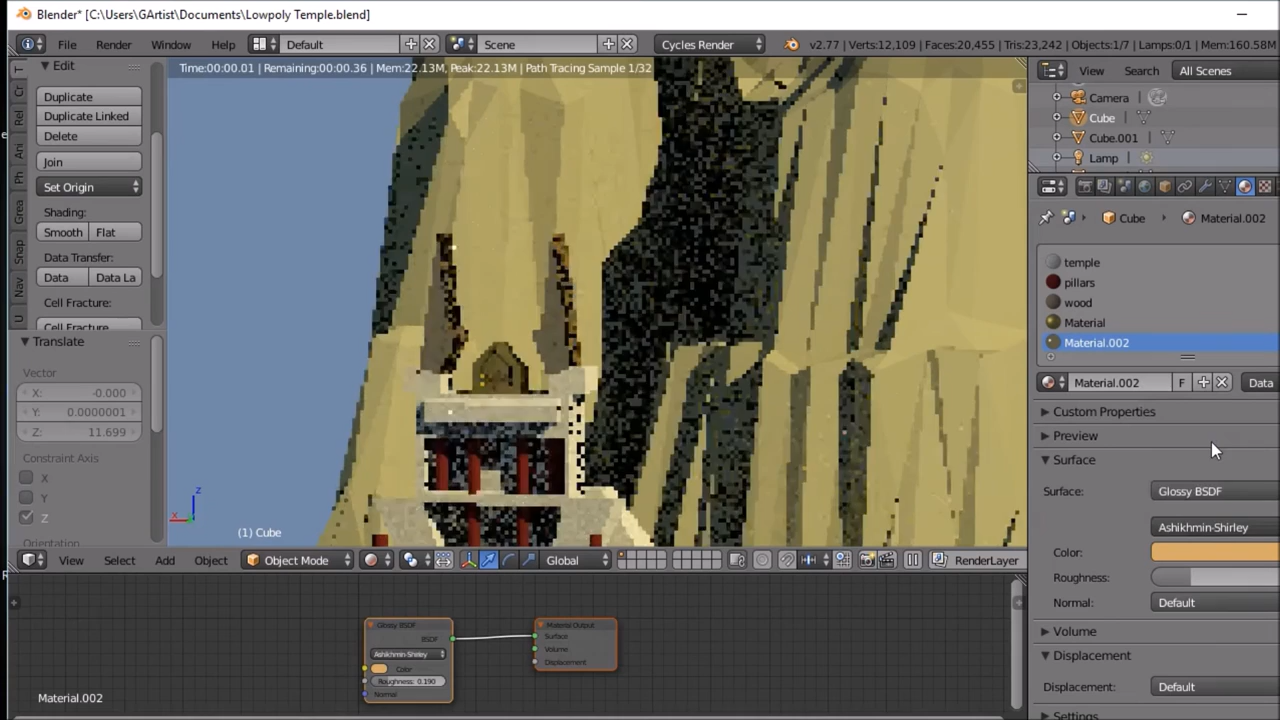 Blender* [C:\Users\GArtist\Documents\Lowpoly Temple.blend]
File Render Window Help Default Scene Cycles Render v2.77 | Verts:12,109 | Faces:20,455 | Tris:23,242 | Objects:1/7 | Lamps:0/1 | Mem:160.58M
Time:00:00.01 | Remaining:00:00.36 | Mem:22.13M, Peak:22.13M | Path Tracing Sample 1/32
Edit
Duplicate
Duplicate Linked
Delete
Join
Set Origin
Shading:
Smooth Flat
Data Transfer:
Data Data La
Cell Fracture:
Cell Fracture
T
Cr
Rel
Ani
Ph
Grea
Snap
Nav
U
Translate
Vector
X: -0.000
Y: 0.0000001
Z: 11.699
Constraint Axis
X
Y
Z
Orientation
z
x
(1) Cube
View Select Add Object Object Mode Global RenderLayer
Glossy BSDF
BSDF
Ashikhmin-Shirley
Color
Roughness: 0.190
Normal
Material Output
Surface
Volume
Displacement
Material.002
View Search All Scenes
Camera
Cube
Cube.001
Lamp
Cube Material.002
temple
pillars
wood
Material
Material.002
Material.002 F Data
Custom Properties
Preview
Surface
Surface: Glossy BSDF
Ashikhmin-Shirley
Color:
Roughness:
Normal: Default
Volume
Displacement
Displacement: Default
Settings